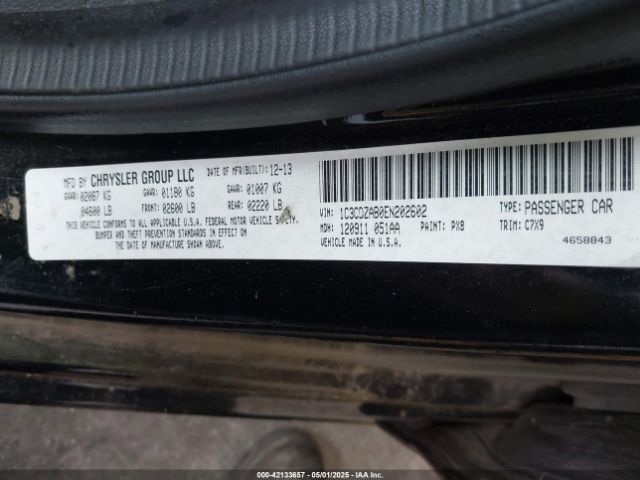 MFD BY CHRYSLER GROUP LLC DATE OF MFR(BUILT): 12-13
GVWR: 02087 KG GAWR: 01180 KG GAWR: 01007 KG
04600 LB FRONT: 02600 LB REAR: 02220 LB
THIS VEHICLE CONFORMS TO ALL APPLICABLE U.S.A. FEDERAL MOTOR VEHICLE SAFETY,
BUMPER AND THEFT PREVENTION STANDARDS IN EFFECT ON
THE DATE OF MANUFACTURE SHOWN ABOVE.
VIN: 1C3CDZAB0EN202602 TYPE: PASSENGER CAR
MDH: 120911 051AA PAINT: PX8 TRIM: C7X9
VEHICLE MADE IN U.S.A. 4658843
000-42133657 - 05/01/2025 - IAAI.COM